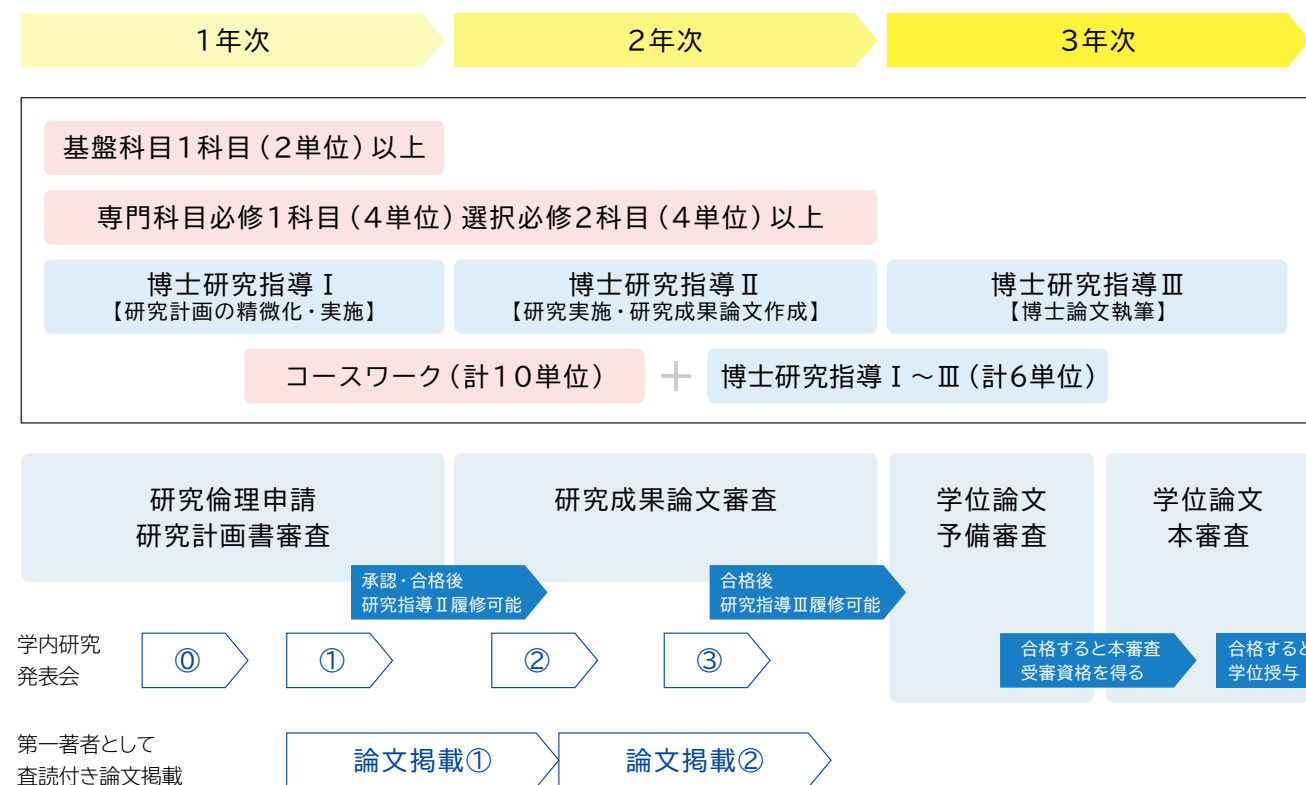 1年次
2年次
3年次
基盤科目1科目(2単位)以上
専門科目必修1科目(4単位)選択必修2科目(4単位)以上
博士研究指導Ⅰ
【研究計画の精微化・実施】
博士研究指導Ⅱ
【研究実施・研究成果論文作成】
博士研究指導Ⅲ
【博士論文執筆】
コースワーク(計10単位)
＋
博士研究指導Ⅰ～Ⅲ(計6単位)
研究倫理申請
研究計画書審査
研究成果論文審査
学位論文
予備審査
学位論文
本審査
承認・合格後
研究指導Ⅱ履修可能
合格後
研究指導Ⅲ履修可能
合格すると本審査
受審資格を得る
合格すると
学位授与
学内研究
発表会
⓪
①
②
③
第一著者として
査読付き論文掲載
論文掲載①
論文掲載②